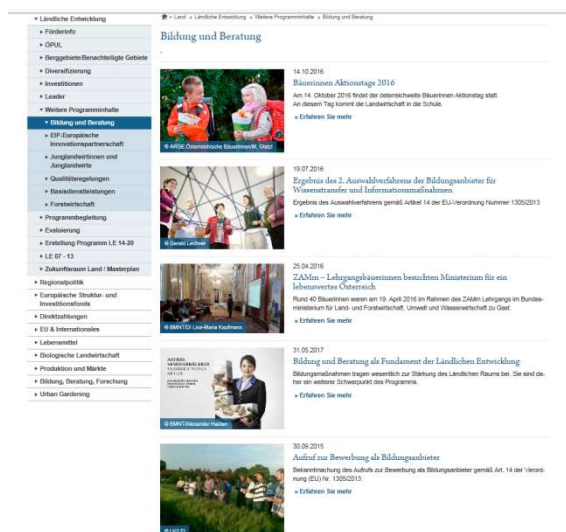 Ländliche Entwicklung
Förderinfo
ÖPUL
Berggebiete/Benachteiligte Gebiete
Diversifizierung
Investitionen
Leader
Weitere Programminhalte
Bildung und Beratung
EIP-Europäische
Innovationspartnerschaft
Junglandwirtinnen und
Junglandwirte
Qualitätsregelungen
Basisdienstleistungen
Forstwirtschaft
Programmbegleitung
Evaluierung
Erstellung Programm LE 14-20
LE 07 - 13
Zukunftsraum Land / Masterplan
Regionalpolitik
Europäische Struktur- und
Investitionsfonds
Direktzahlungen
EU & Internationales
Lebensmittel
Biologische Landwirtschaft
Produktion und Märkte
Bildung, Beratung, Forschung
Urban Gardening
» Land » Ländliche Entwicklung » Weitere Programminhalte » Bildung und Beratung
Bildung und Beratung
© ARGE Österreichische Bäuerinnen/M.
14.10.2016
Bäuerinnen Aktionstage 2016
Am 14. Oktober 2016 findet der österreichweite Bäuerinnen Aktionstag statt.
An diesem Tag kommt die Landwirtschaft in die Schule.
» Erfahren Sie mehr
© Gerald Lechner
19.07.2016
Ergebnis des 2. Auswahlverfahrens der Bildungsanbieter für
Wissenstransfer und Informationsmaßnahmen
Ergebnis des Auswahlverfahrens gemäß Artikel 14 der EU-Verordnung Nummer 1305/2013
» Erfahren Sie mehr
© BMNT/DI Lisa-Maria Kaufmann
25.04.2016
ZAMm – Lehrgangsbäuerinnen besuchten Ministerium für ein
lebenswertes Österreich
Rund 40 Bäuerinnen waren am 19. April 2016 im Rahmen des ZAMm Lehrgangs im Bundes-
ministerium für Land- und Forstwirtschaft, Umwelt und Wasserwirtschaft zu Gast.
» Erfahren Sie mehr
© BMNT/Alexander Haiden
31.05.2017
Bildung und Beratung als Fundament der Ländlichen Entwicklung
Bildungsmaßnahmen tragen wesentlich zur Stärkung des Ländlichen Raums bei. Sie sind da-
her ein weiterer Schwerpunkt des Programms.
» Erfahren Sie mehr
30.09.2015
Aufruf zur Bewerbung als Bildungsanbieter
Bekanntmachung des Aufrufs zur Bewerbung als Bildungsanbieter gemäß Art. 14 der Verord-
nung (EU) Nr. 1305/2013
» Erfahren Sie mehr